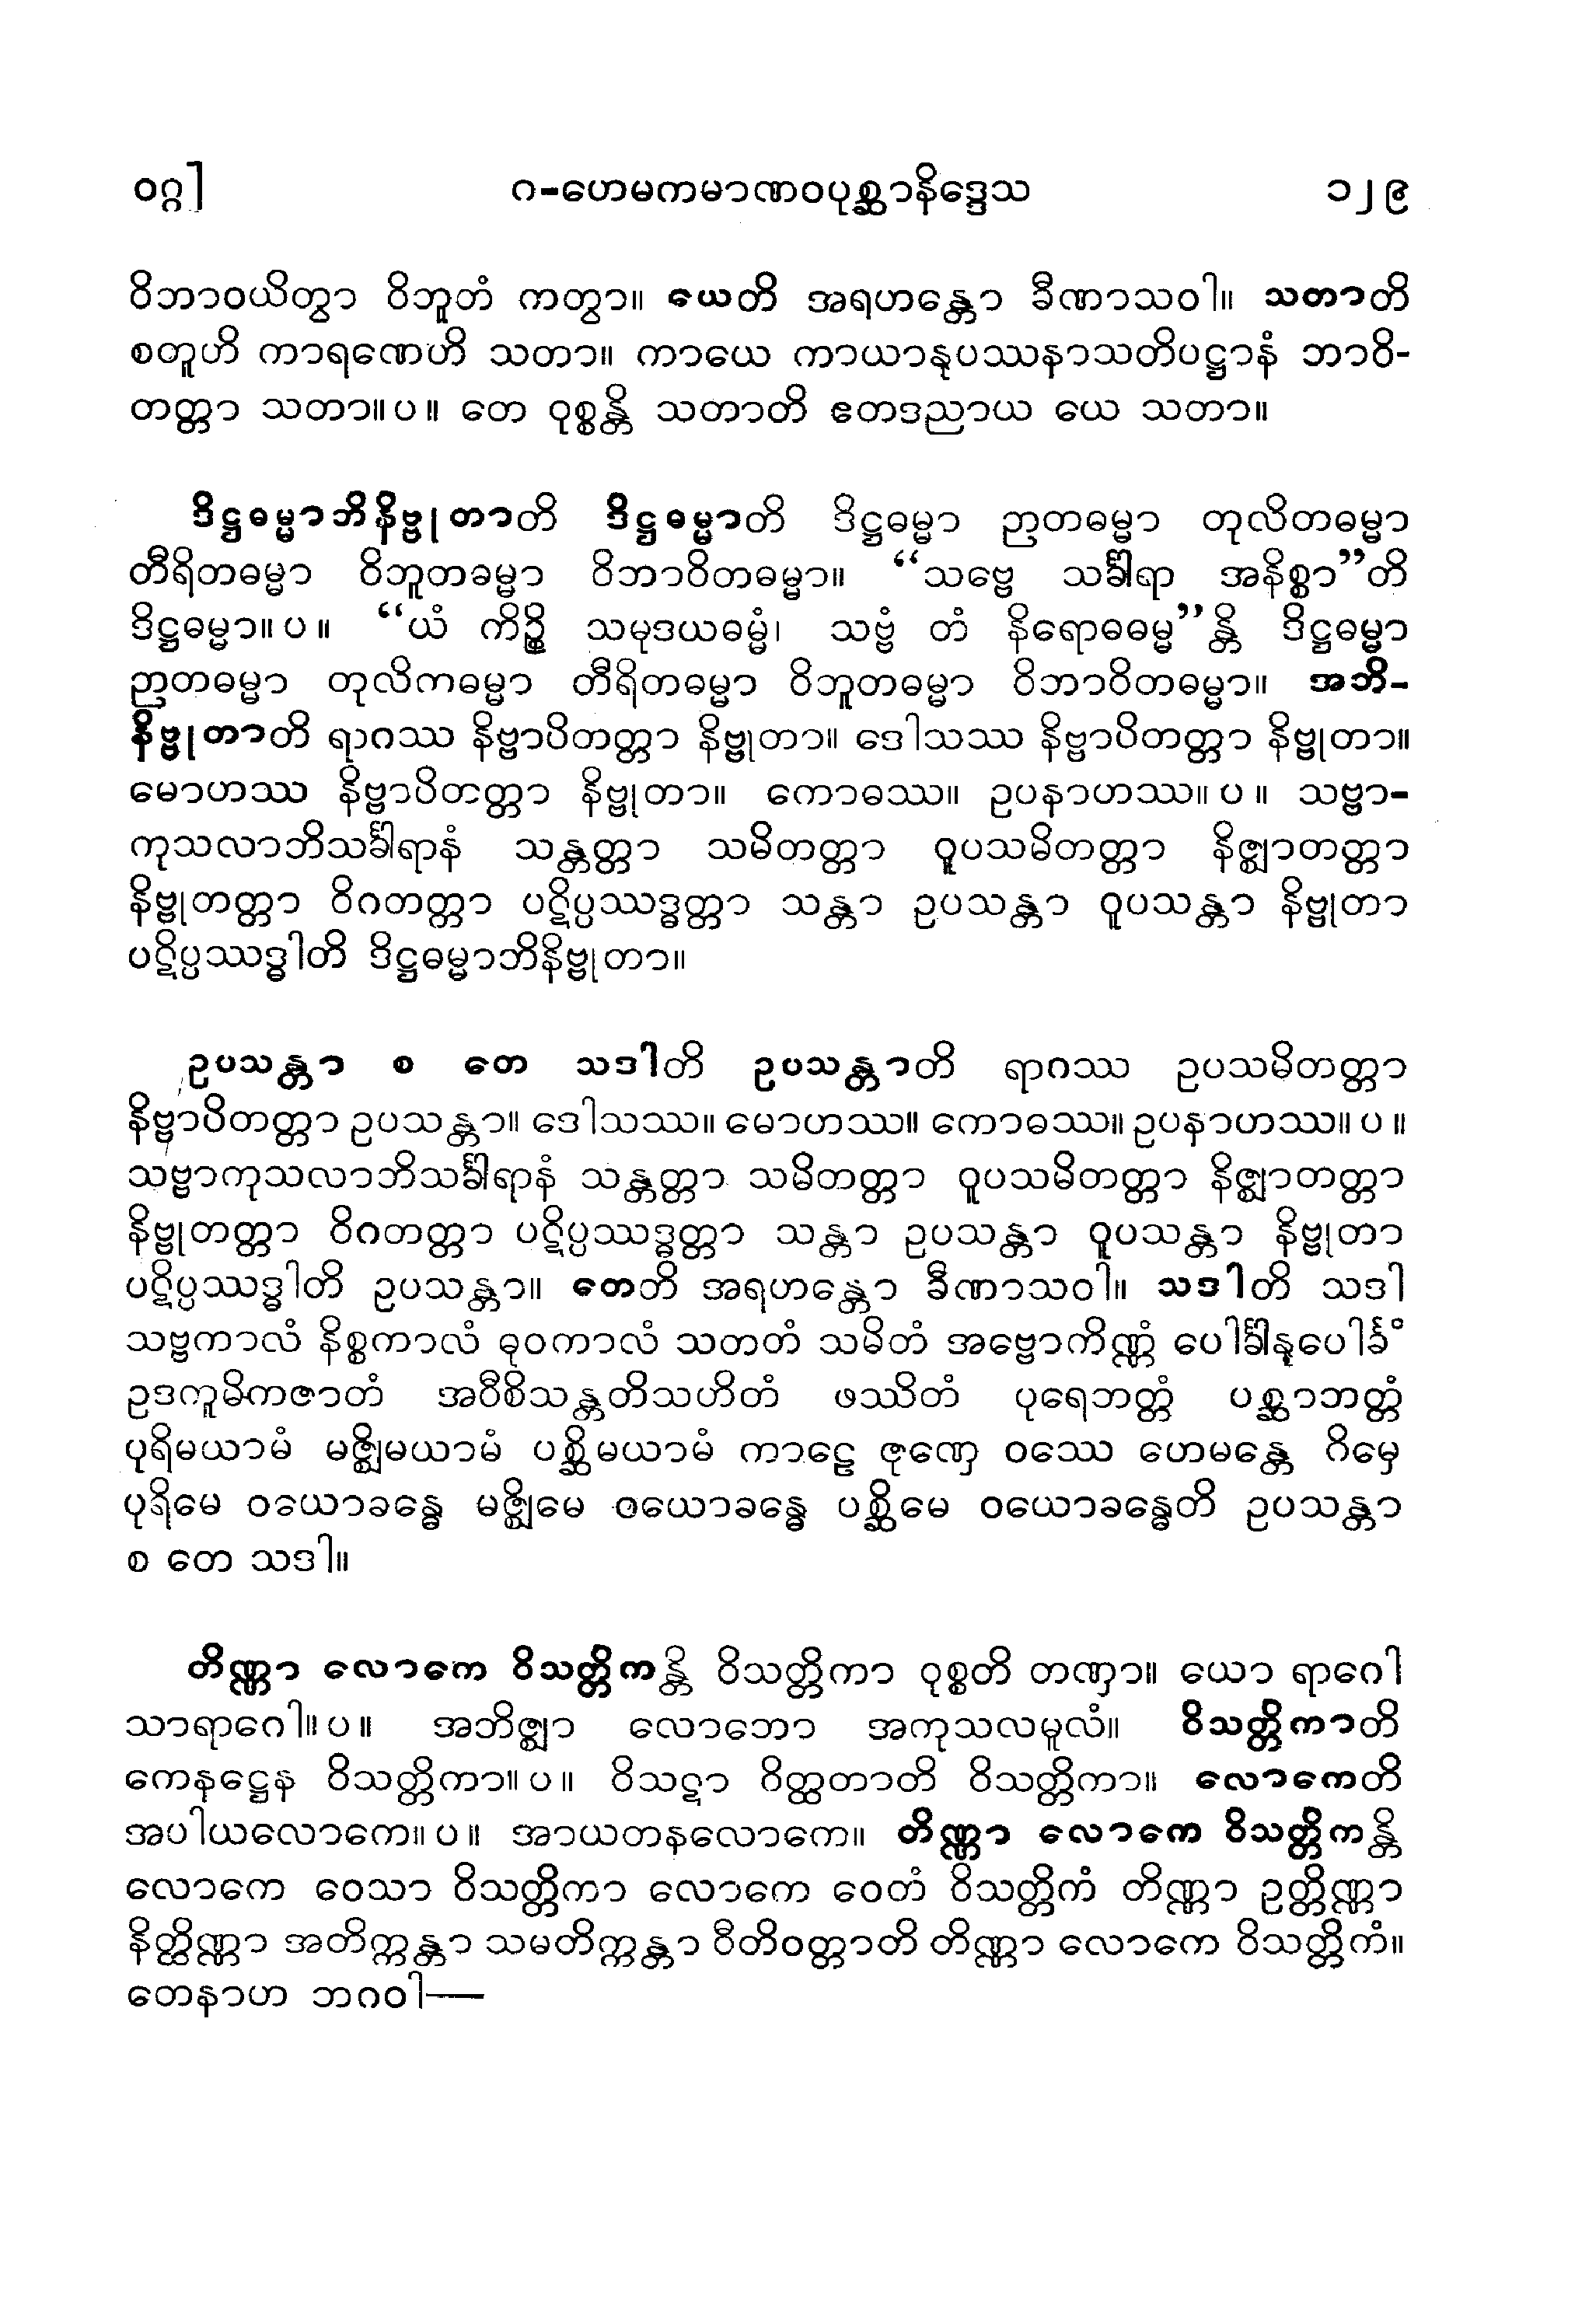 ဝဂ္ဂ]
ဂ-ဟေမကမာဏဝပုစ္ဆာနိဒ္ဒေသ
၁၂၉
ဝိဘာဝယိတွာ ဝိဘူတံ ကတွာ။ ယေတိ အရဟန္တော ခီဏာသဝါ။ သတာတိ
စတူဟိ ကာရဏေဟိ သတာ။ ကာယေ ကာယာနုပဿနာသတိပဋ္ဌာနံ ဘာဝိ-
တတ္တာ သတာ။ပ။ တေ ဝုစ္စန္တိ သတာတိ ဧတဒညာယ ယေ သတာ။
ဒိဋ္ဌဓမ္မာဘိနိဗ္ဗုတာတိ ဒိဋ္ဌဓမ္မာတိ ဒိဋ္ဌဓမ္မာ ဉာတဓမ္မာ တုလိတဓမ္မာ
တီရိတဓမ္မာ ဝိဘူတဓမ္မာ ဝိဘာဝိတဓမ္မာ။ “သဗ္ဗေ သင်္ခါရာ အနိစ္စာ”တိ
ဒိဋ္ဌဓမ္မာ။ပ။ “ယံ ကိဉ္စိ သမုဒယဓမ္မံ၊ သဗ္ဗံ တံ နိရောဓဓမ္မ”န္တိ ဒိဋ္ဌဓမ္မာ
ဉာတဓမ္မာ တုလိကဓမ္မာ တီရိတဓမ္မာ ဝိဘူတဓမ္မာ ဝိဘာဝိတဓမ္မာ။ အဘိ-
နိဗ္ဗုတာတိ ရာဂဿ နိဗ္ဗာပိတတ္တာ နိဗ္ဗုတာ။ ဒေါသဿ နိဗ္ဗာပိတတ္တာ နိဗ္ဗုတာ။
မောဟဿ နိဗ္ဗာပိတတ္တာ နိဗ္ဗုတာ။ ကောဓဿ။ ဥပနာဟဿ။ပ။ သဗ္ဗာ-
ကုသလာဘိသင်္ခါရာနံ သန္တတ္တာ သမိတတ္တာ ဝူပသမိတတ္တာ နိဇ္ဈာတတ္တာ
နိဗ္ဗုတတ္တာ ဝိဂတတ္တာ ပဋိပ္ပဿဒ္ဓတ္တာ သန္တာ ဥပသန္တာ ဝူပသန္တာ နိဗ္ဗုတာ
ပဋိပ္ပဿဒ္ဓါတိ ဒိဋ္ဌဓမ္မာဘိနိဗ္ဗုတာ။
ဥပသန္တာ စ တေ သဒါတိ ဥပသန္တာတိ ရာဂဿ ဥပသမိတတ္တာ
နိဗ္ဗာပိတတ္တာ ဥပသန္တာ။ ဒေါသဿ။ မောဟဿ။ ကောဓဿ။ ဥပနာဟဿ။ပ။
သဗ္ဗာကုသလာဘိသင်္ခါရာနံ သန္တတ္တာ သမိတတ္တာ ဝူပသမိတတ္တာ နိဇ္ဈာတတ္တာ
နိဗ္ဗုတတ္တာ ဝိဂတတ္တာ ပဋိပ္ပဿဒ္ဓတ္တာ သန္တာ ဥပသန္တာ ဝူပသန္တာ နိဗ္ဗုတာ
ပဋိပ္ပဿဒ္ဓါတိ ဥပသန္တာ။ တေတိ အရဟန္တော ခီဏာသဝါ။ သဒါတိ သဒါ
သဗ္ဗကာလံ နိစ္စကာလံ ဓုဝကာလံ သတတံ သမိတံ အဗ္ဗောကိဏ္ဏံ ပေါင်္ခါနုပေါင်္ခံ
ဥဒကူမိကဇာတံ အဝီစိသန္တတိသဟိတံ ဖဿိတံ ပုရေဘတ္တံ ပစ္ဆာဘတ္တံ
ပုရိမယာမံ မဇ္ဈိမယာမံ ပစ္ဆိမယာမံ ကာဠေ ဇုဏှေ ဝဿေ ဟေမန္တေ ဂိမှေ
ပုရိမေ ဝယောခန္ဓေ မဇ္ဈိမေ ဝယောခန္ဓေ ပစ္ဆိမေ ဝယောခန္ဓေတိ ဥပသန္တာ
စ တေ သဒါ။
တိဏ္ဏာ လောကေ ဝိသတ္တိကန္တိ ဝိသတ္တိကာ ဝုစ္စတိ တဏှာ။ ယော ရာဂေါ
သာရာဂေါ။ပ။ အဘိဇ္ဈာ လောဘော အကုသလမူလံ။ ဝိသတ္တိကာတိ
ကေနဋ္ဌေန ဝိသတ္တိကာ။ပ။ ဝိသဋာ ဝိတ္ထတာတိ ဝိသတ္တိကာ။ လောကေတိ
အပါယလောကေ။ပ။ အာယတနလောကေ။ တိဏ္ဏာ လောကေ ဝိသတ္တိကန္တိ
လောကေ ဝေသာ ဝိသတ္တိကာ လောကေ ဝေတံ ဝိသတ္တိကံ တိဏ္ဏာ ဥတ္တိဏ္ဏာ
နိတ္ထိဏ္ဏာ အတိက္ကန္တာ သမတိက္ကန္တာ ဝီတိဝတ္တာတိ တိဏ္ဏာ လောကေ ဝိသတ္တိကံ။
တေနာဟ ဘဂဝါ—